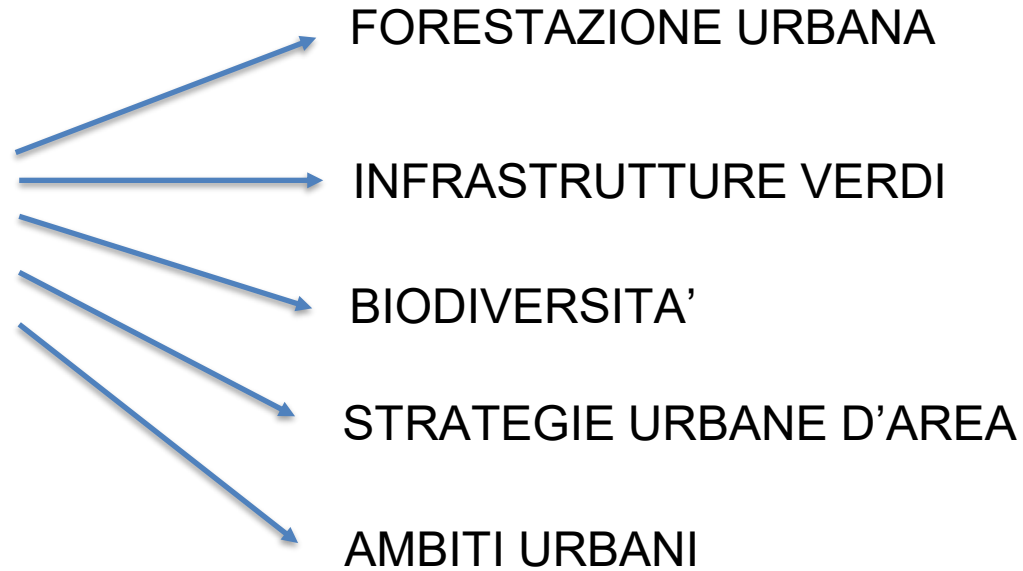 FORESTAZIONE URBANA
INFRASTRUTTURE VERDI
BIODIVERSITA’
STRATEGIE URBANE D’AREA
AMBITI URBANI